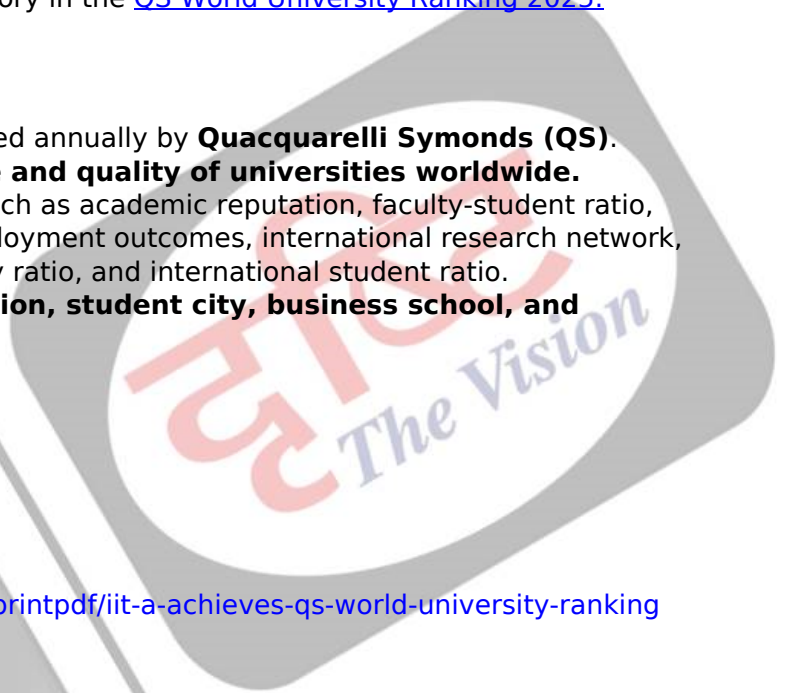 ory in the QS World University Ranking 2025.
ed annually by Quacquarelli Symonds (QS).
e and quality of universities worldwide.
ch as academic reputation, faculty-student ratio,
loyment outcomes, international research network,
y ratio, and international student ratio.
ion, student city, business school, and
दृष्टि
The Vision
printpdf/iit-a-achieves-qs-world-university-ranking